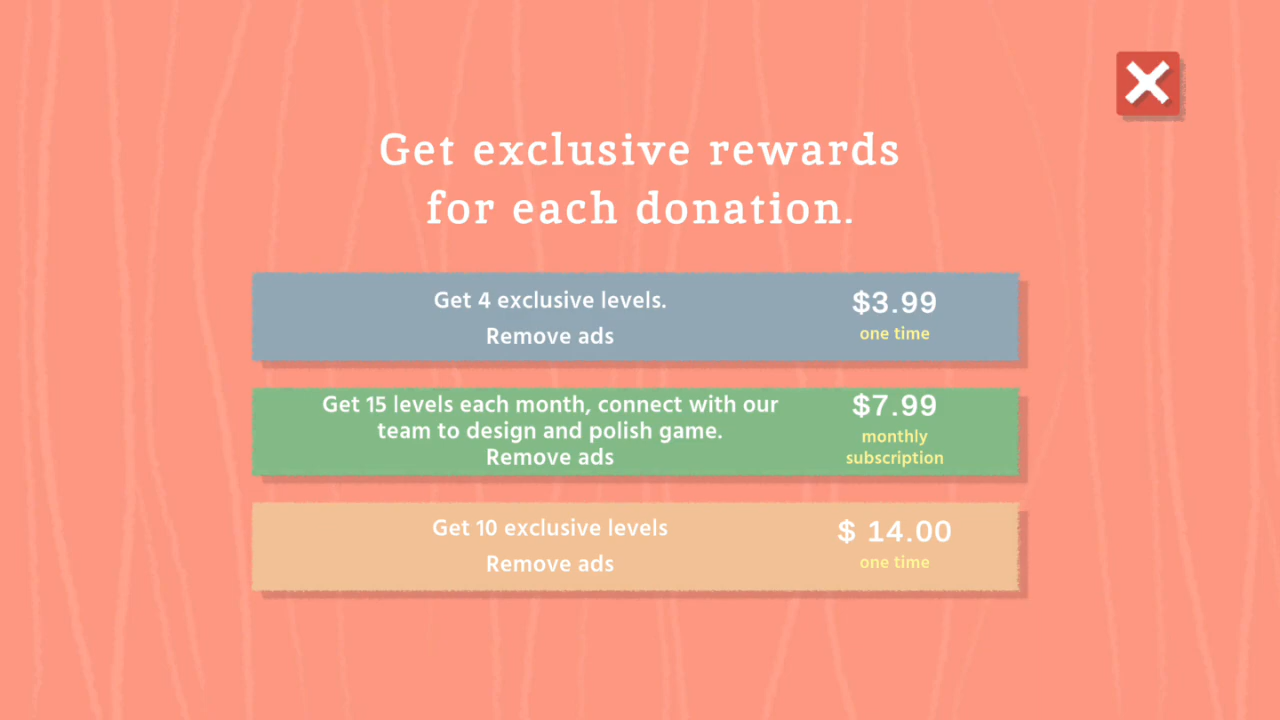 Get exclusive rewards
for each donation.
Get 4 exclusive levels.
Remove ads
$3.99
one time
Get 15 levels each month, connect with our
team to design and polish game.
Remove ads
$7.99
monthly
subscription
Get 10 exclusive levels
Remove ads
$ 14.00
one time